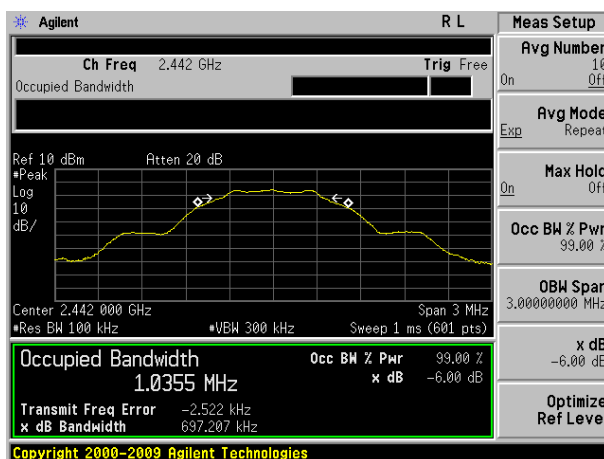 Agilent R L
Ch Freq 2.442 GHz Trig Free
Occupied Bandwidth
Ref 10 dBm Atten 20 dB
#Peak
Log
10
dB/
Center 2.442 000 GHz Span 3 MHz
#Res BW 100 kHz #VBW 300 kHz Sweep 1 ms (601 pts)
Occupied Bandwidth Occ BW % Pwr 99.00 %
1.0355 MHz x dB -6.00 dB
Transmit Freq Error -2.522 kHz
x dB Bandwidth 697.207 kHz
Copyright 2000-2009 Agilent Technologies
Meas Setup
Avg Number
10
On Off
Avg Mode
Exp Repeat
Max Hold
On Off
Occ BW % Pwr
99.00 %
OBW Span
3.00000000 MHz
x dB
-6.00 dB
Optimize
Ref Level